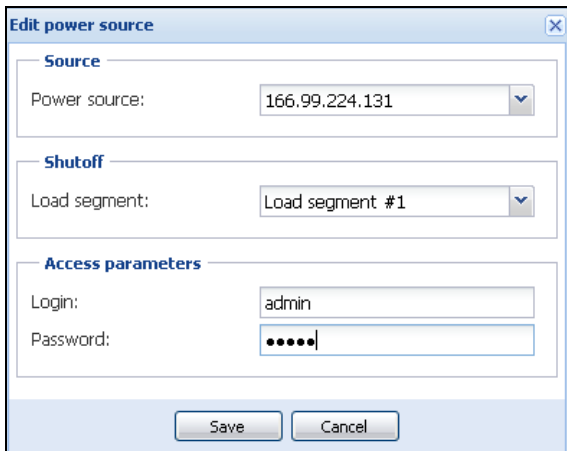 Edit power source
Source
Power source: 166.99.224.131
Shutoff
Load segment: Load segment #1
Access parameters
Login: admin
Password: •••••
Save Cancel